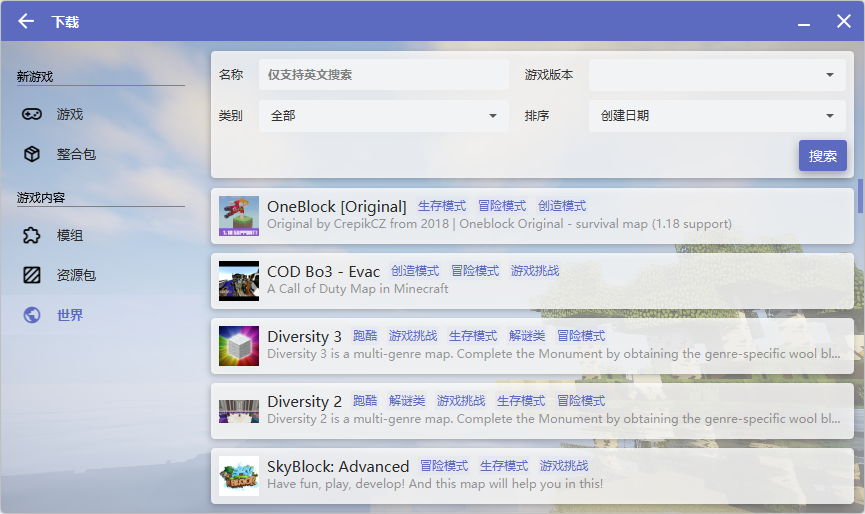 下载
新游戏
游戏
整合包
游戏内容
模组
资源包
世界
名称 仅支持英文搜索 游戏版本
类别 全部 排序 创建日期
搜索
OneBlock [Original] 生存模式 冒险模式 创造模式
Original by CrepikCZ from 2018 | Oneblock Original - survival map (1.18 support)
1.18 SUPPORT!
COD Bo3 - Evac 创造模式 冒险模式 游戏挑战
A Call of Duty Map in Minecraft
Diversity 3 跑酷 游戏挑战 生存模式 解谜类 冒险模式
Diversity 3 is a multi-genre map. Complete the Monument by obtaining the genre-specific wool bl...
Diversity 2 跑酷 解谜类 游戏挑战 生存模式 冒险模式
Diversity 2 is a multi-genre map. Complete the Monument by obtaining the genre-specific wool bl...
SkyBlock: Advanced 冒险模式 生存模式 游戏挑战
Have fun, play, develop! And this map will help you in this!